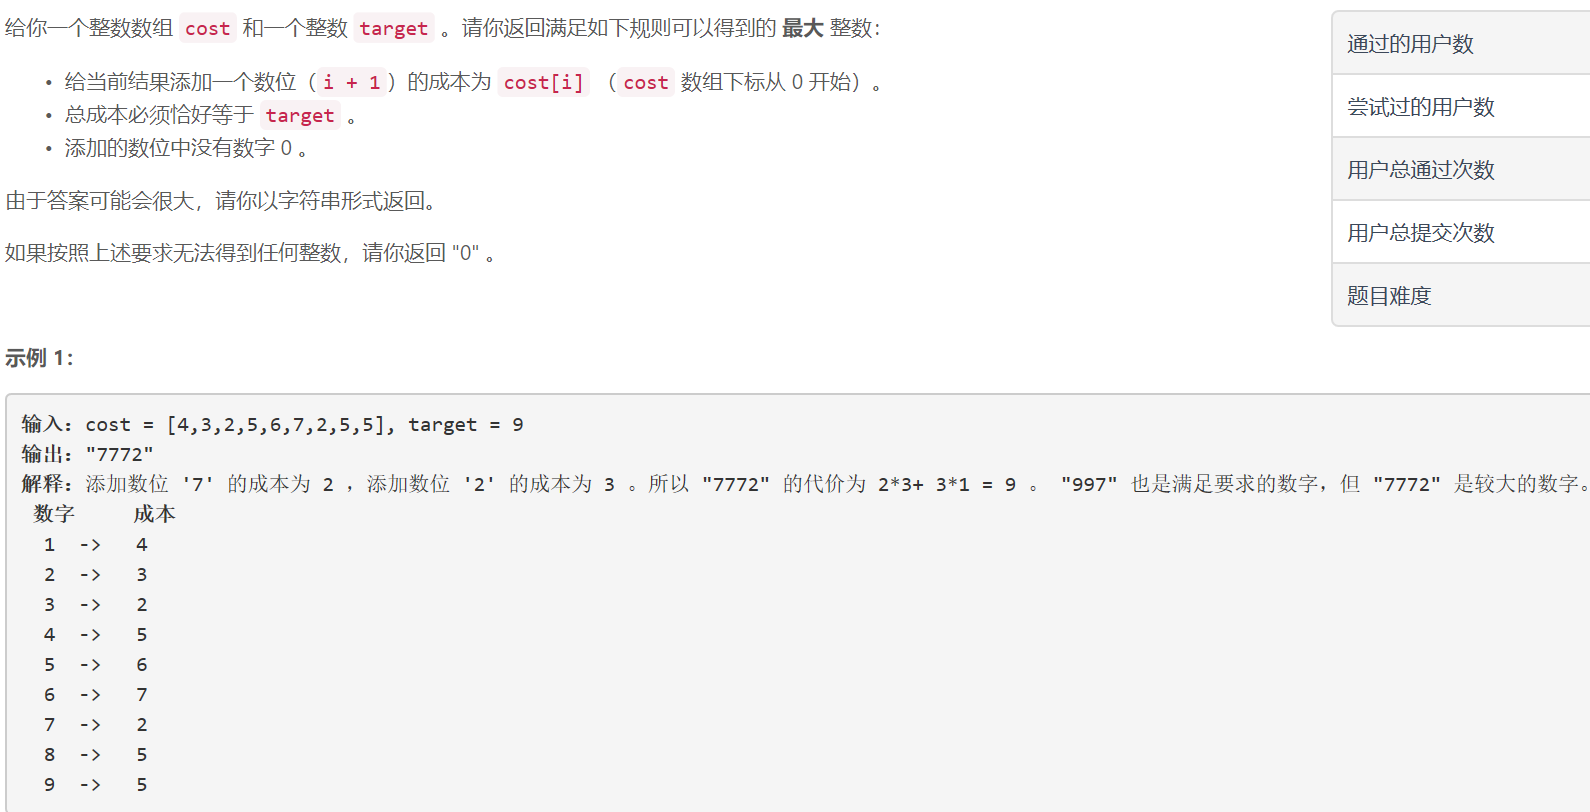 给你一个整数数组 cost 和一个整数 target 。请你返回满足如下规则可以得到的 最大 整数：
• 给当前结果添加一个数位（i + 1）的成本为 cost[i] （cost 数组下标从 0 开始）。
• 总成本必须恰好等于 target 。
• 添加的数位中没有数字 0 。
由于答案可能会很大，请你以字符串形式返回。
如果按照上述要求无法得到任何整数，请你返回 "0" 。
示例 1：
输入：cost = [4,3,2,5,6,7,2,5,5], target = 9
输出："7772"
解释：添加数位 '7' 的成本为 2 ，添加数位 '2' 的成本为 3 。所以 "7772" 的代价为 2*3+ 3*1 = 9 。 "997" 也是满足要求的数字，但 "7772" 是较大的数字。
数字 成本
1 -> 4
2 -> 3
3 -> 2
4 -> 5
5 -> 6
6 -> 7
7 -> 2
8 -> 5
9 -> 5
通过的用户数
尝试过的用户数
用户总通过次数
用户总提交次数
题目难度